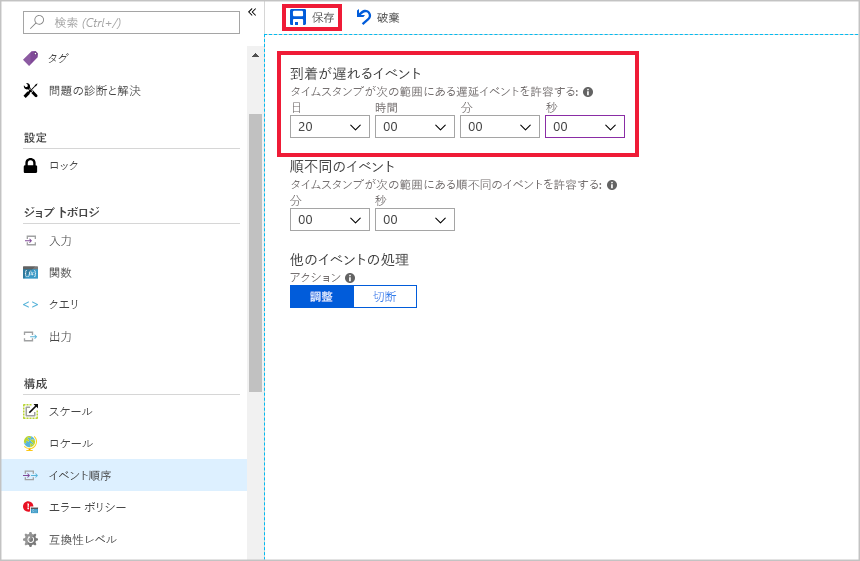 検索 (Ctrl+/)
«
タグ
問題の診断と解決
設定
ロック
ジョブ トポロジ
入力
関数
クエリ
出力
構成
スケール
ロケール
イベント順序
エラー ポリシー
互換性レベル
保存
破棄
到着が遅れるイベント
タイムスタンプが次の範囲にある遅延イベントを許容する:
日 時間 分 秒
20 00 00 00
順不同のイベント
タイムスタンプが次の範囲にある順不同のイベントを許容する:
分 秒
00 00
他のイベントの処理
アクション
調整 切断